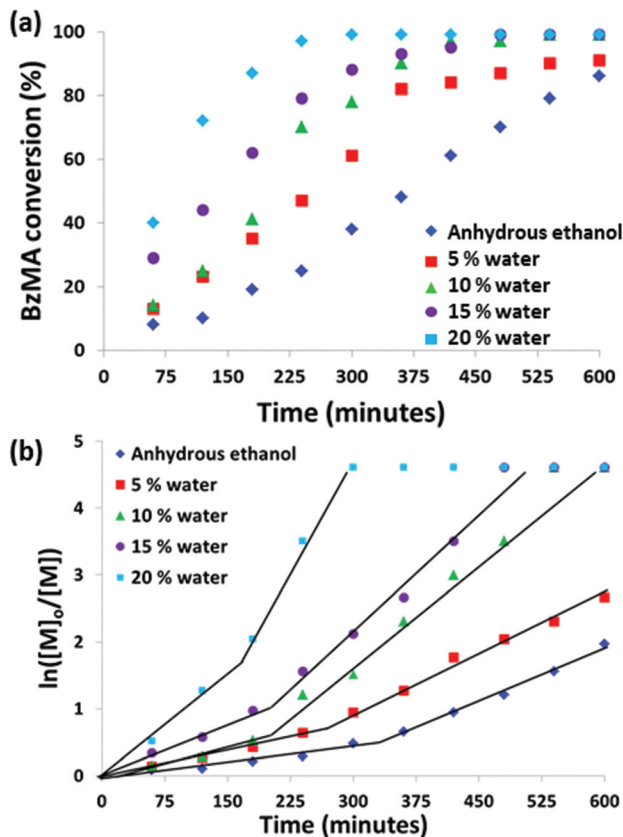 (a)
100
80
60
40
20
0
BzMA conversion (%)
Anhydrous ethanol
5 % water
10 % water
15 % water
20 % water
0 75 150 225 300 375 450 525 600
Time (minutes)
(b)
5
4
3
2
1
0
ln([M]₀/[M])
Anhydrous ethanol
5 % water
10 % water
15 % water
20 % water
0 75 150 225 300 375 450 525 600
Time (minutes)